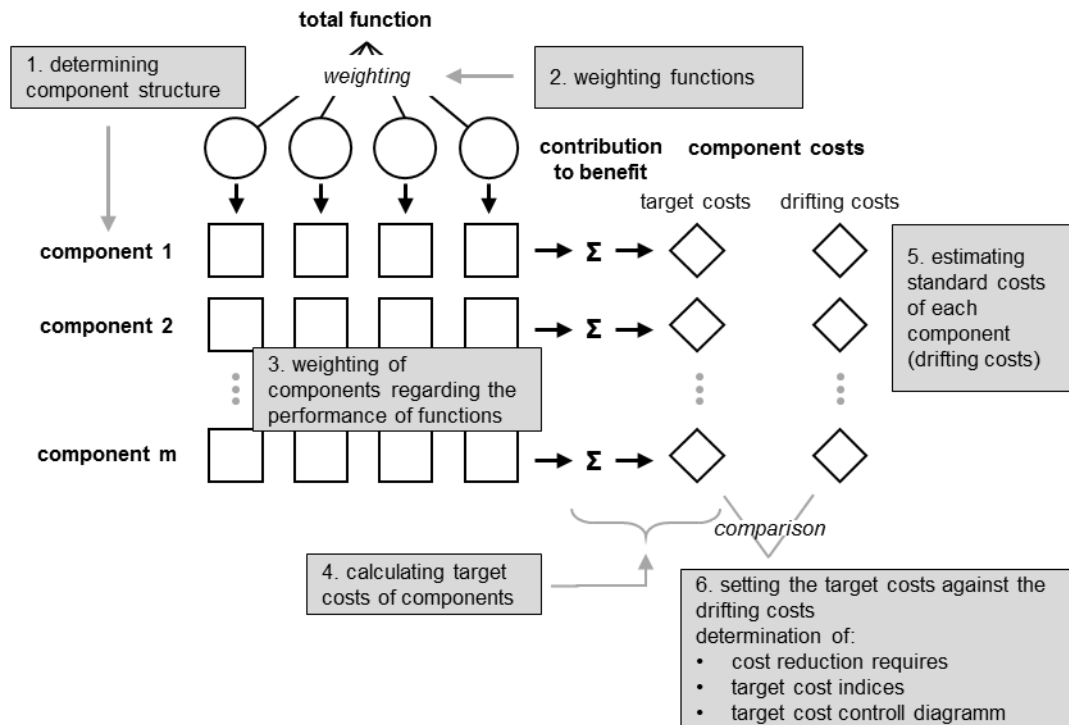 total function
1. determining
component structure
weighting
2. weighting functions
contribution
to benefit
component costs
target costs
drifting costs
component 1
Σ
5. estimating
standard costs
of each
component
(drifting costs)
component 2
Σ
3. weighting of
components regarding the
performance of functions
component m
Σ
comparison
4. calculating target
costs of components
6. setting the target costs against the
drifting costs
determination of:
• cost reduction requires
• target cost indices
• target cost controll diagramm